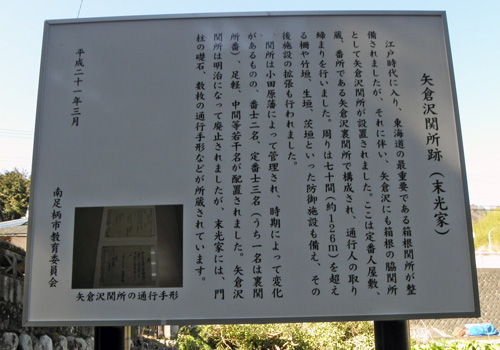 矢倉沢関所跡（末光家）
江戸時代に入り、東海道の最重要である箱根関所が整
備されましたが、それに伴い、矢倉沢にも箱根の脇関所
として矢倉沢関所が設置されました。ここは定番人屋敷、
蔵、番所である矢倉沢裏関所で構成され、通行人の取り
締まりを行いました。周りは七十間（約126m）を超え
る柵や竹垣、生垣、茨垣といった防御施設も備え、その
後施設の拡張も行われました。
関所は小田原藩によって管理され、時期によって変化
があるものの、番士二名、定番士三名（うち一名は裏関
所番）、足軽、中間等若干名が配置されました。矢倉沢
関所は明治になって廃止されましたが、末光家には、門
柱の礎石、数枚の通行手形などが所蔵されています。
平成二十一年三月
南足柄市教育委員会
矢倉沢関所の通行手形